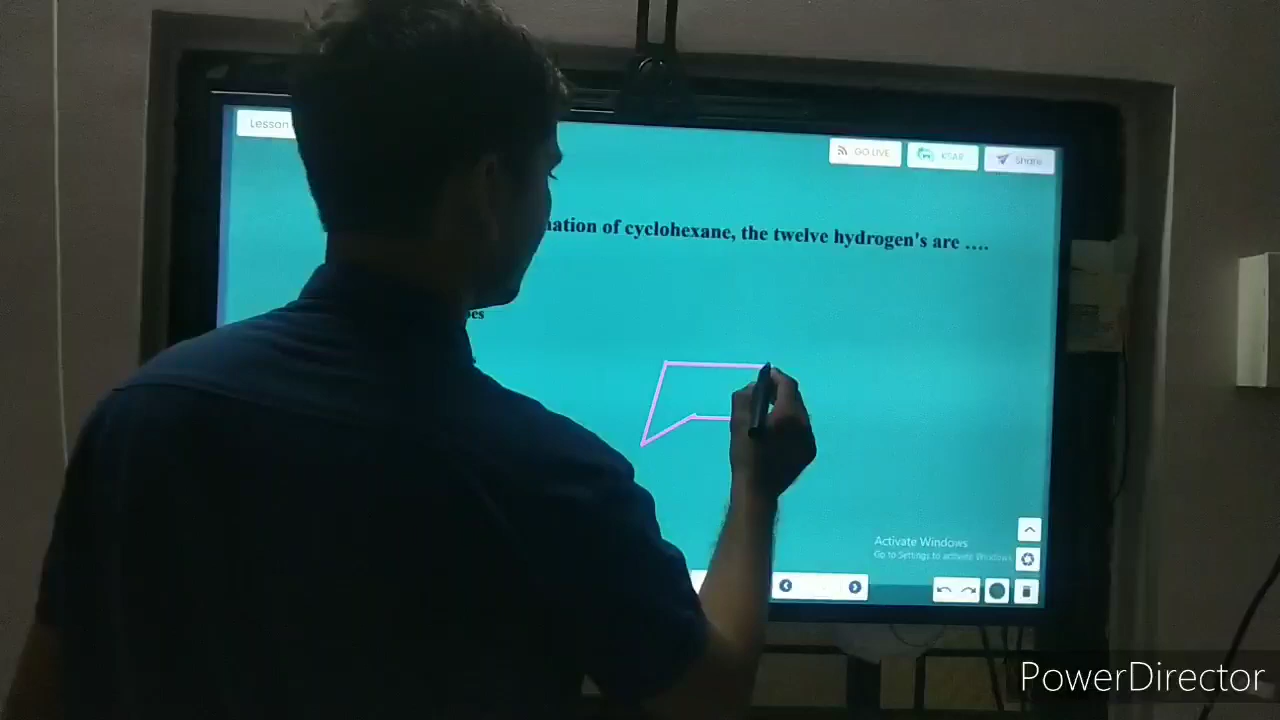 Lesson
GO LIVE
KSAR
Share
ation of cyclohexane, the twelve hydrogen's are ....
es
Activate Windows
Go to Settings to activate Windows
PowerDirector